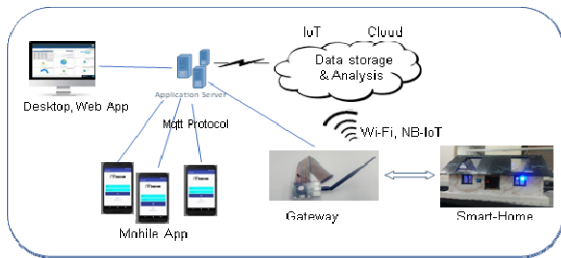 IoT Cluud
Data storage
& Analysis
Application Server
Desktop, Web App
Mqtt Protocol
Wi-Fi, NB-IoT
Gateway
Smart-Home
Mobile App